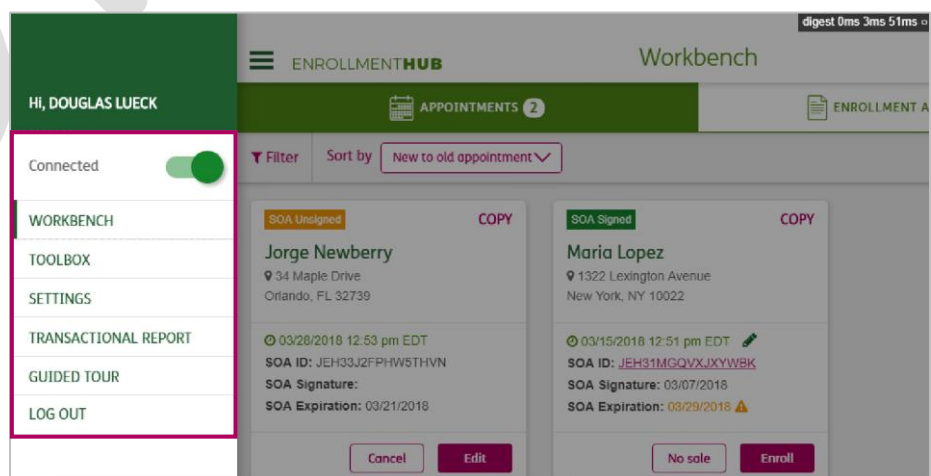 digest 0ms 3ms 51ms
ENROLLMENTHUB
Workbench
Hi, DOUGLAS LUECK
APPOINTMENTS 2
ENROLLMENT A
Connected
Filter
Sort by
New to old appointment
WORKBENCH
TOOLBOX
SETTINGS
TRANSACTIONAL REPORT
GUIDED TOUR
LOG OUT
SOA Unsigned
COPY
Jorge Newberry
34 Maple Drive
Orlando, FL 32739
03/28/2018 12:53 pm EDT
SOA ID: JEH33J2FPHW5THVN
SOA Signature:
SOA Expiration: 03/21/2018
Cancel
Edit
SOA Signed
COPY
Maria Lopez
1322 Lexington Avenue
New York, NY 10022
03/15/2018 12:51 pm EDT
SOA ID: JEH31MGQVXJXYWBK
SOA Signature: 03/07/2018
SOA Expiration: 03/29/2018
No sale
Enroll